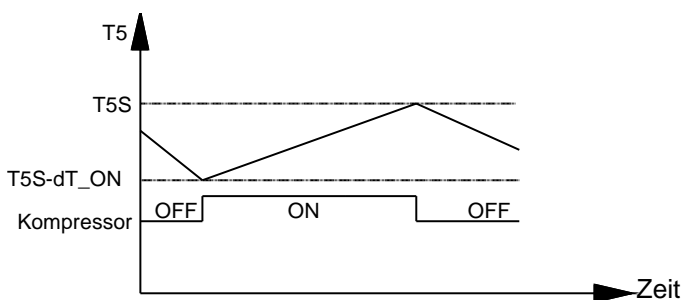 T5
T5S
T5S-dT_ON
Kompressor OFF ON OFF
Zeit